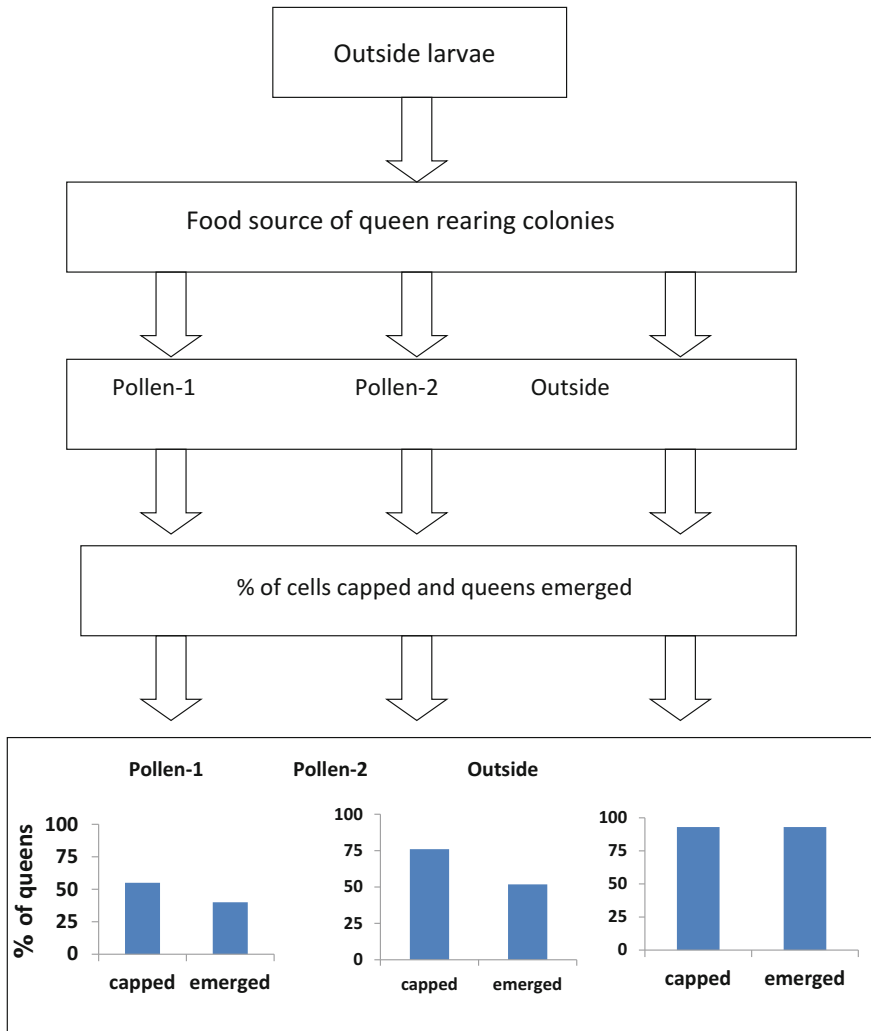 Outside larvae
Food source of queen rearing colonies
Pollen-1 Pollen-2 Outside
% of cells capped and queens emerged
Pollen-1 Pollen-2 Outside
% of queens
100
75
50
25
0
capped emerged
100
75
50
25
0
capped emerged
100
75
50
25
0
capped emerged